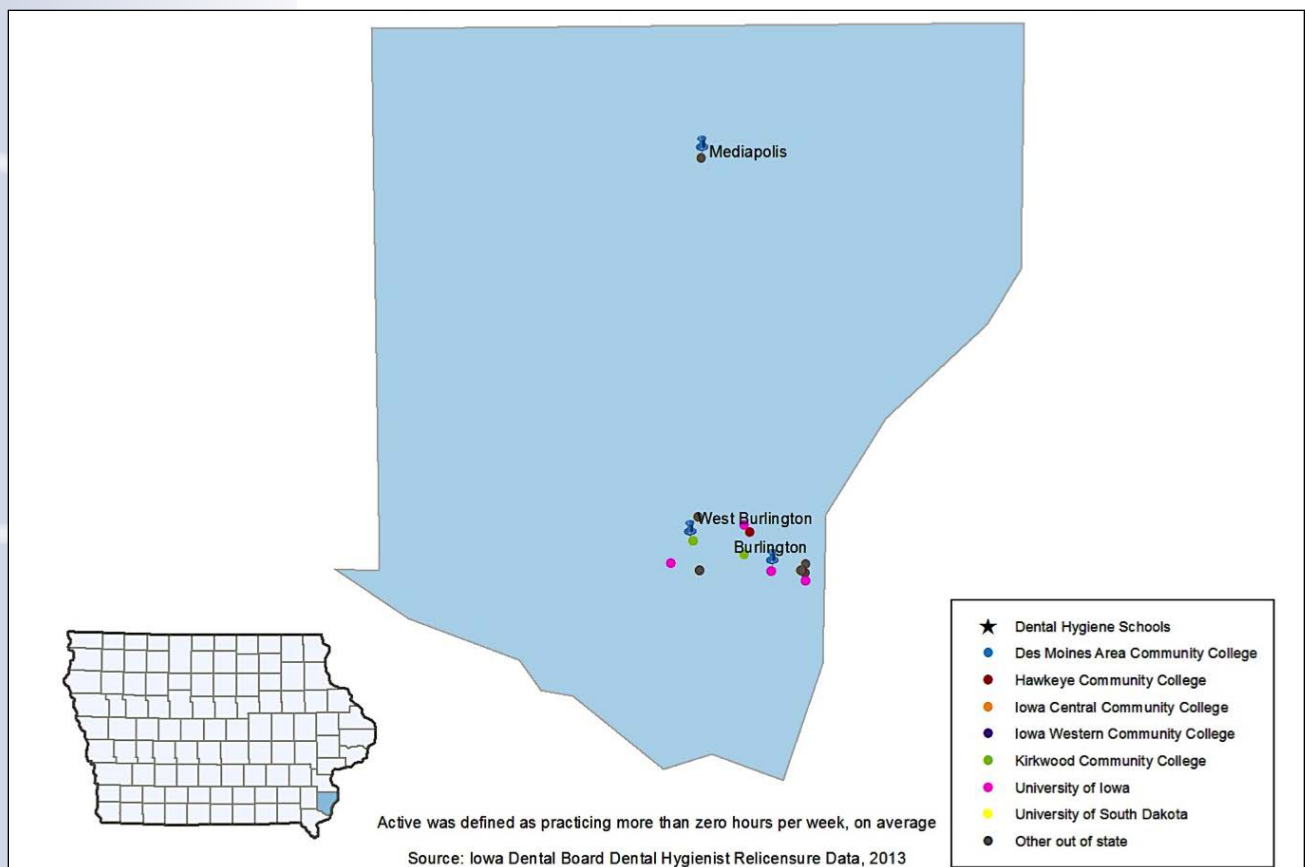 Mediapolis
West Burlington
Burlington
Dental Hygiene Schools
Des Moines Area Community College
Hawkeye Community College
Iowa Central Community College
Iowa Western Community College
Kirkwood Community College
University of Iowa
University of South Dakota
Other out of state
Active was defined as practicing more than zero hours per week, on average
Source: Iowa Dental Board Dental Hygienist Relicensure Data, 2013